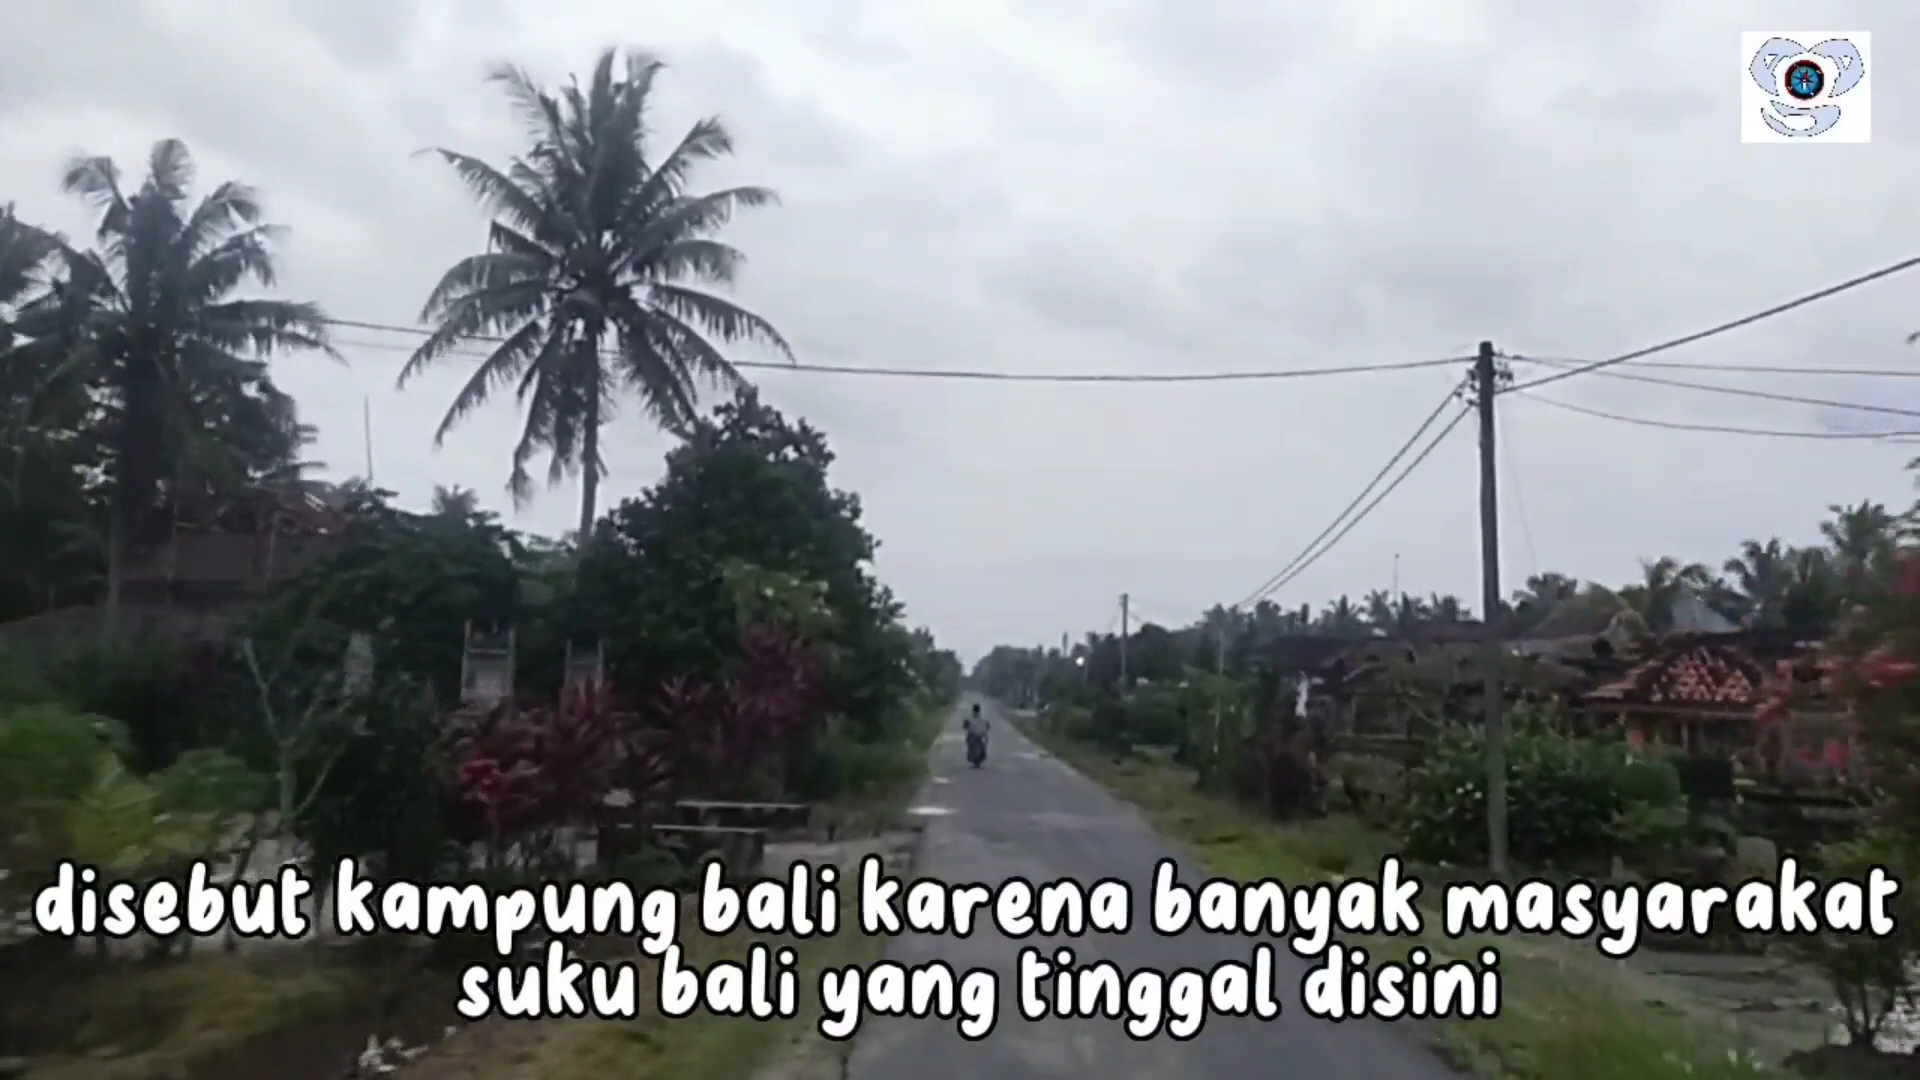 disebut kampung bali karena banyak masyarakat
suku bali yang tinggal disini